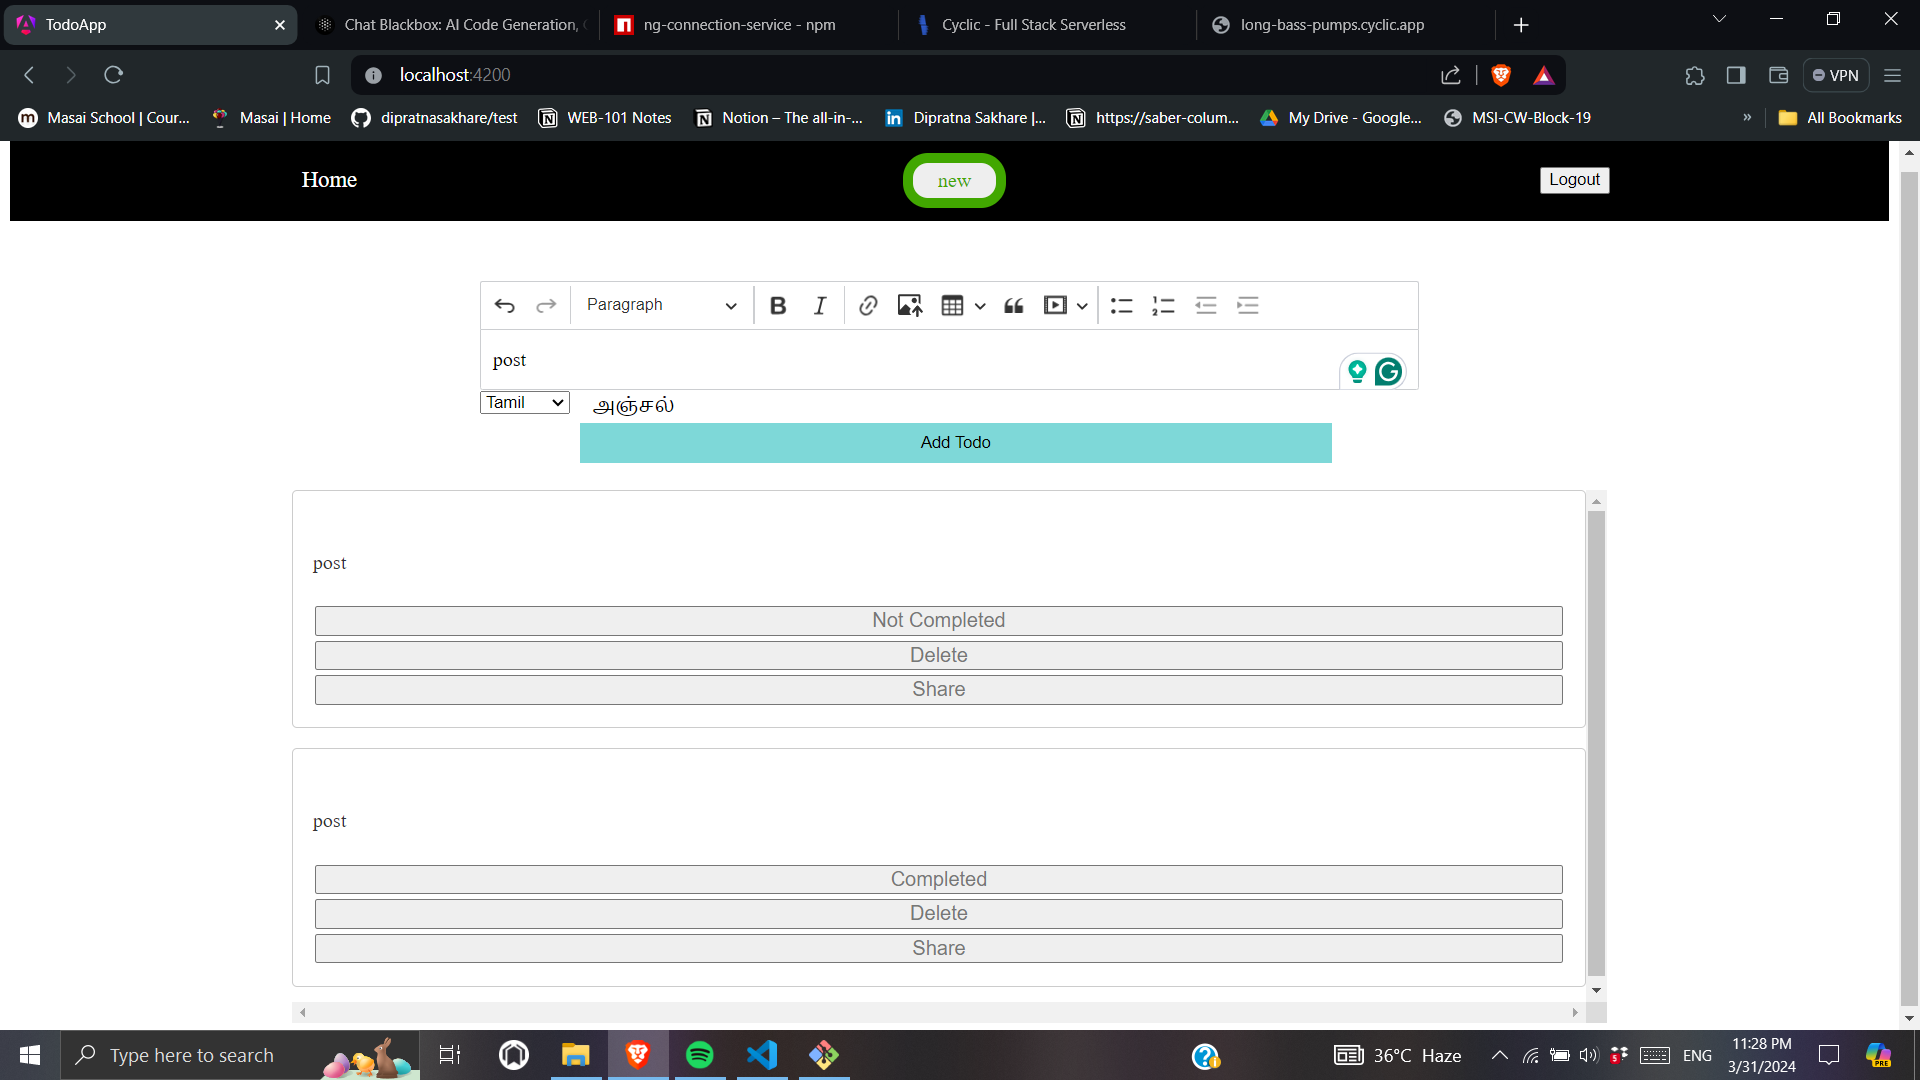 TodoApp
Chat Blackbox: AI Code Generation,
ng-connection-service - npm
Cyclic - Full Stack Serverless
long-bass-pumps.cyclic.app
localhost:4200
VPN
Masai School | Cour...
Masai | Home
dipratnasakhare/test
WEB-101 Notes
Notion – The all-in-...
Dipratna Sakhare |...
https://saber-colum...
My Drive - Google...
MSI-CW-Block-19
»
All Bookmarks
Home
new
Logout
Paragraph
post
Tamil
அஞ்சல்
Add Todo
post
Not Completed
Delete
Share
post
Completed
Delete
Share
Type here to search
36°C Haze
ENG
11:28 PM
3/31/2024
PRE